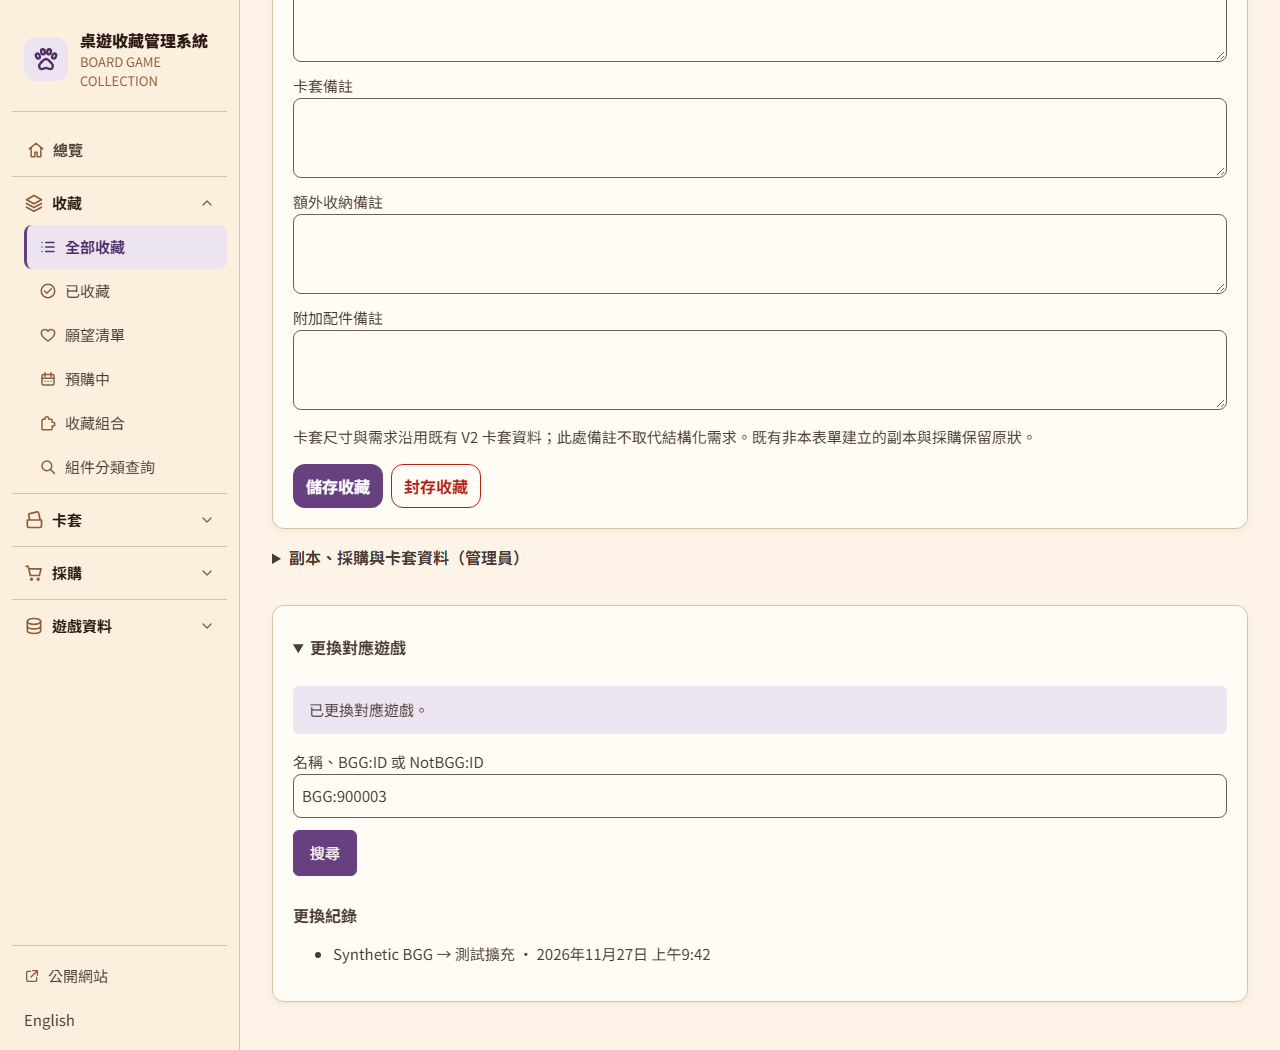 桌遊收藏管理系統
BOARD GAME
COLLECTION
總覽
收藏
全部收藏
已收藏
願望清單
預購中
收藏組合
組件分類查詢
卡套
採購
遊戲資料
公開網站
English
卡套備註
額外收納備註
附加配件備註
卡套尺寸與需求沿用既有 V2 卡套資料；此處備註不取代結構化需求。既有非本表單建立的副本與採購保留原狀。
儲存收藏
封存收藏
副本、採購與卡套資料（管理員）
更換對應遊戲
已更換對應遊戲。
名稱、BGG:ID 或 NotBGG:ID
BGG:900003
搜尋
更換紀錄
Synthetic BGG → 測試擴充 · 2026年11月27日 上午9:42